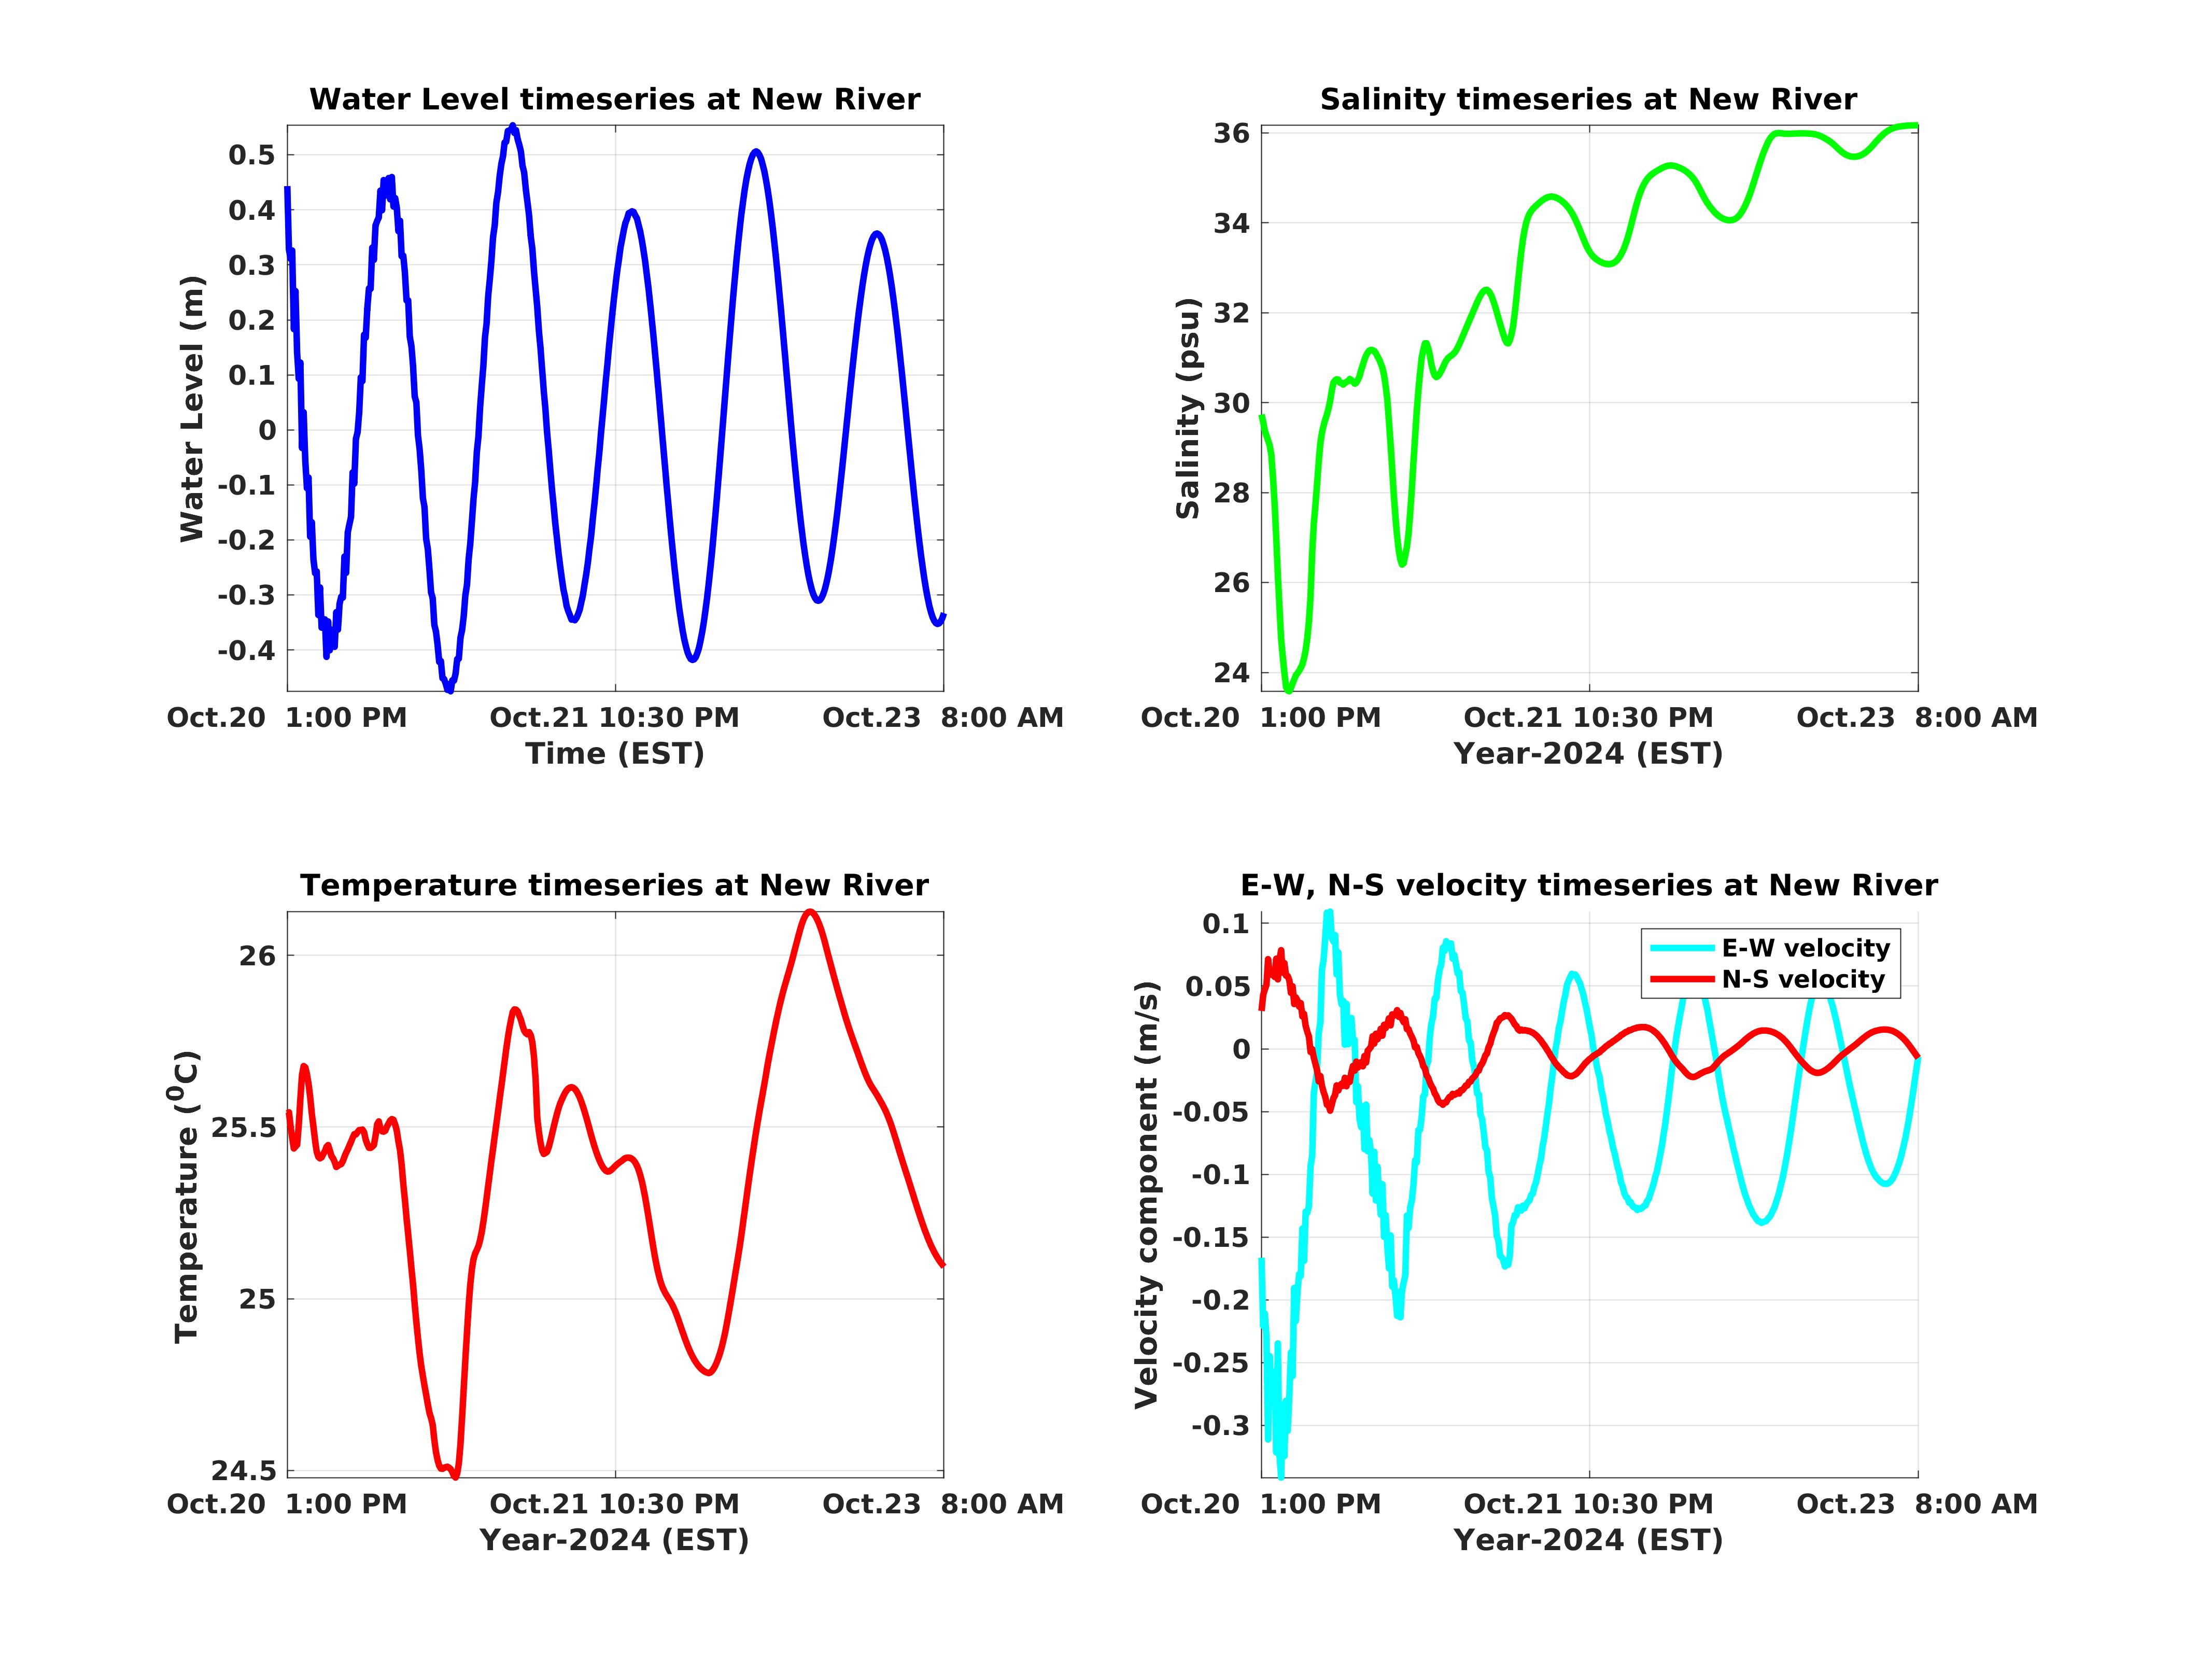 Water Level timeseries at New River
Water Level (m)
0.5
0.4
0.3
0.2
0.1
0
-0.1
-0.2
-0.3
-0.4
Oct.20 1:00 PM
Oct.21 10:30 PM
Oct.23 8:00 AM
Time (EST)
Salinity timeseries at New River
Salinity (psu)
36
34
32
30
28
26
24
Oct.20 1:00 PM
Oct.21 10:30 PM
Oct.23 8:00 AM
Year-2024 (EST)
Temperature timeseries at New River
Temperature (⁰C)
26
25.5
25
24.5
Oct.20 1:00 PM
Oct.21 10:30 PM
Oct.23 8:00 AM
Year-2024 (EST)
E-W, N-S velocity timeseries at New River
Velocity component (m/s)
0.1
0.05
0
-0.05
-0.1
-0.15
-0.2
-0.25
-0.3
E-W velocity
N-S velocity
Oct.20 1:00 PM
Oct.21 10:30 PM
Oct.23 8:00 AM
Year-2024 (EST)